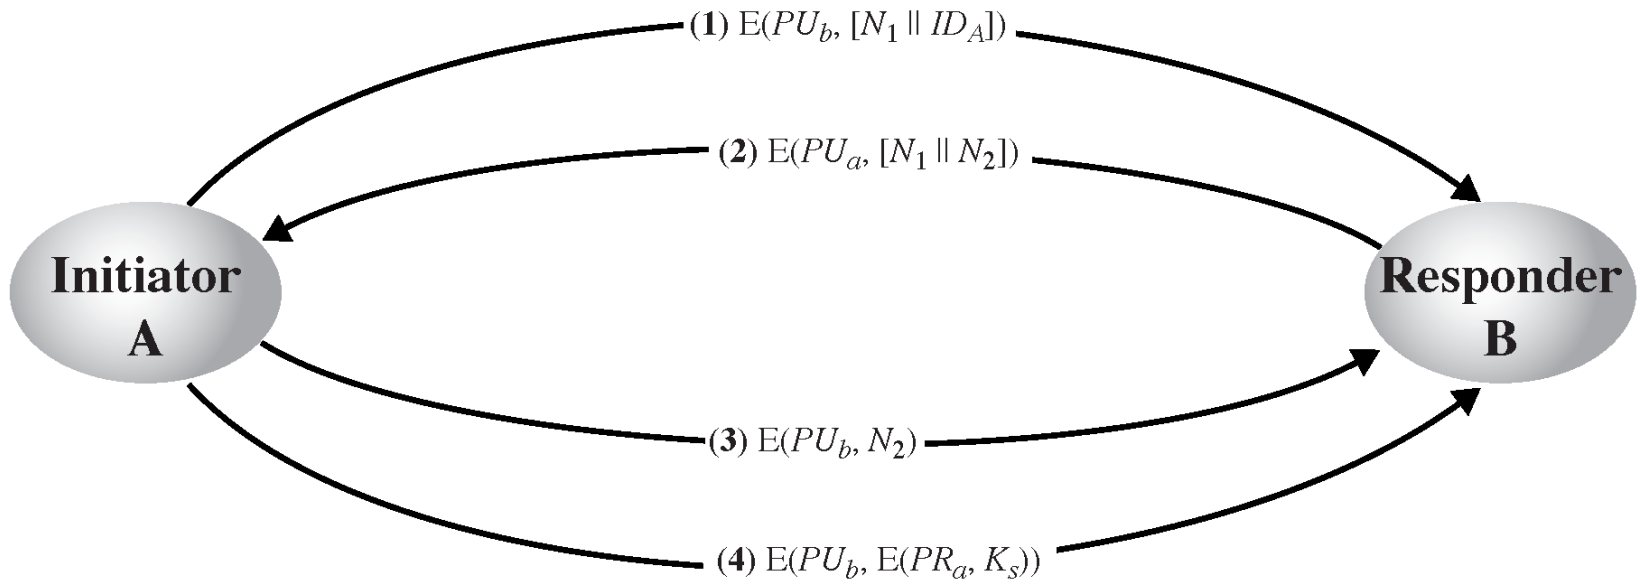 (1) E(PU_b, [N_1 || ID_A])
(2) E(PU_a, [N_1 || N_2])
Initiator
A
Responder
B
(3) E(PU_b, N_2)
(4) E(PU_b, E(PR_a, K_s))